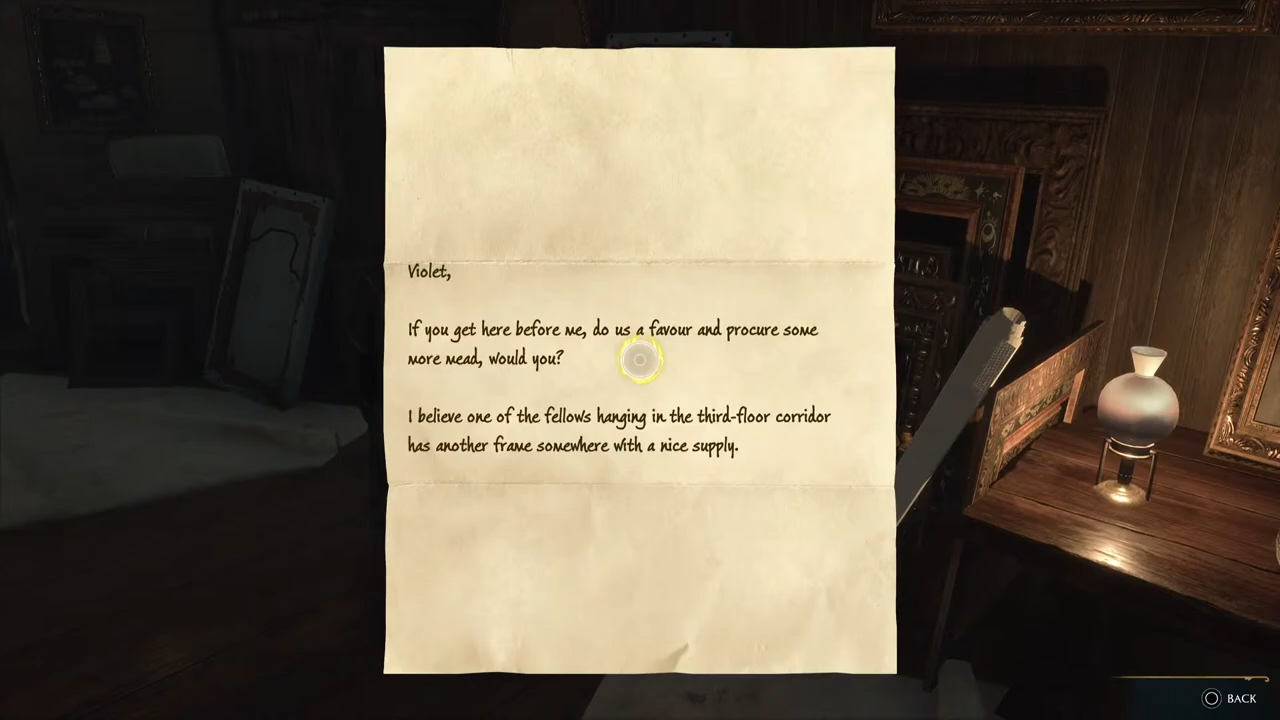 Violet,
If you get here before me, do us a favour and procure some
more mead, would you?
I believe one of the fellows hanging in the third-floor corridor
has another frame somewhere with a nice supply.
BACK